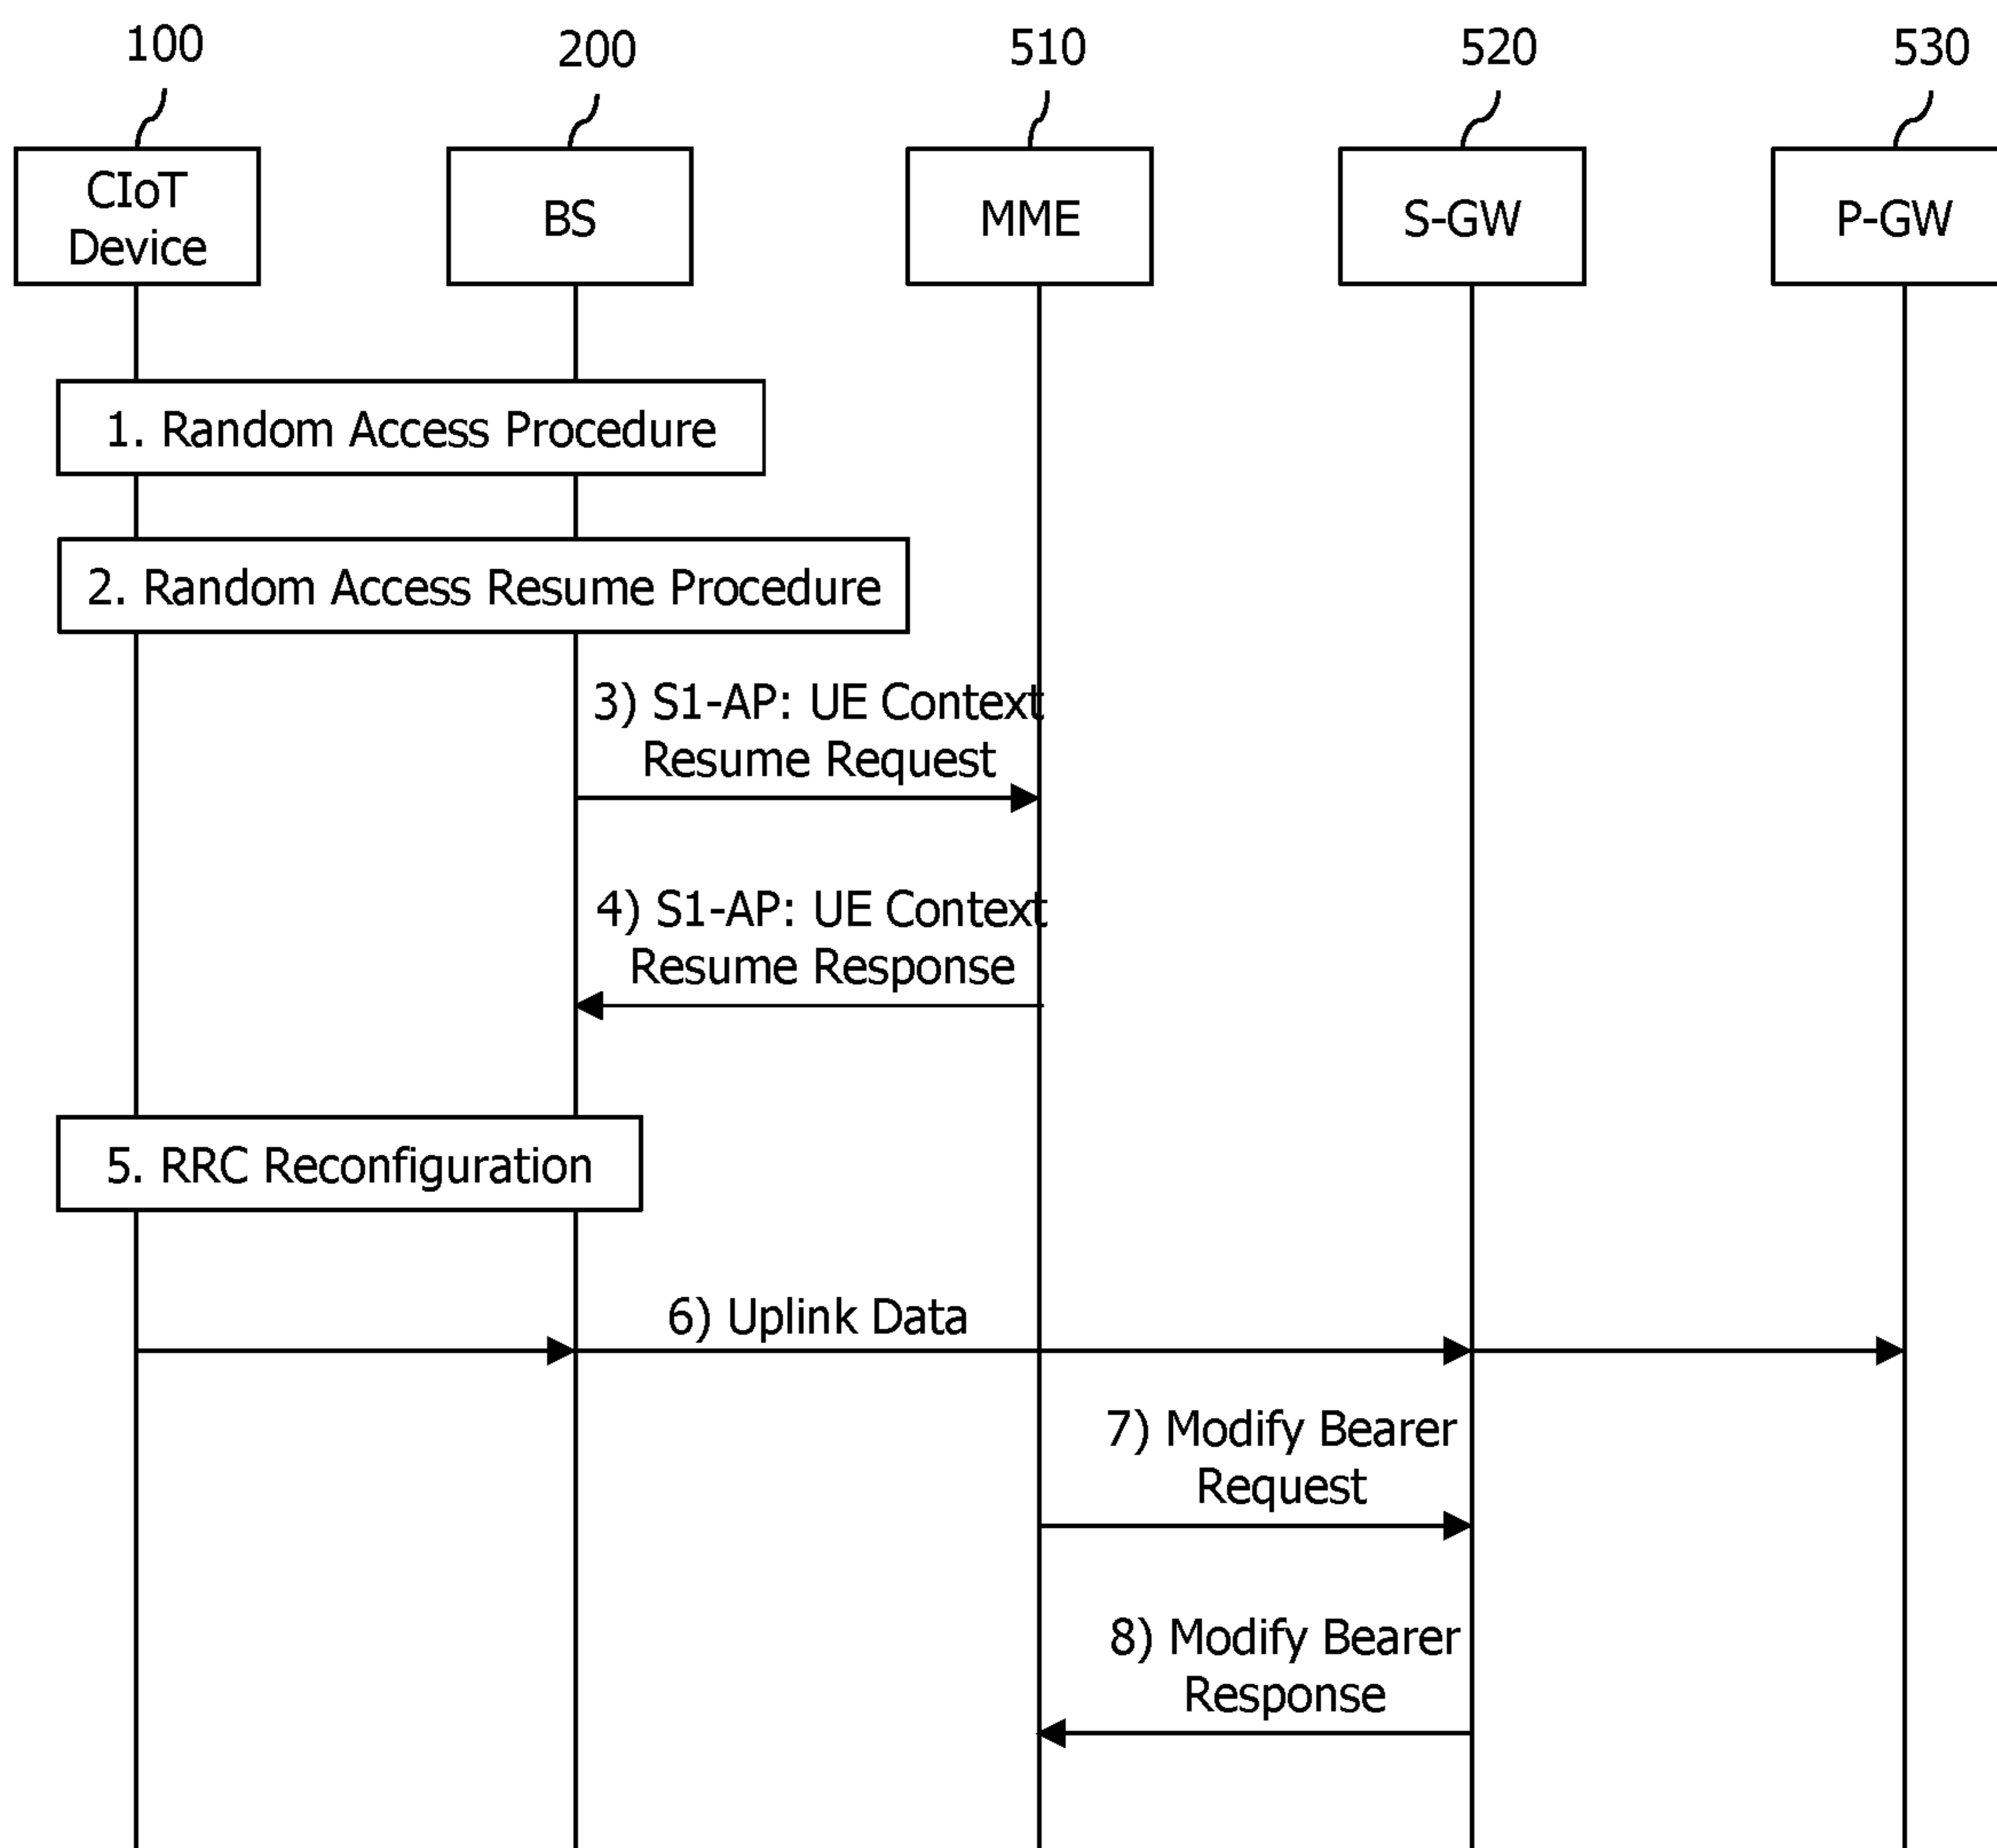 100
200
510
520
530
CIoT
Device
BS
MME
S-GW
P-GW
1. Random Access Procedure
2. Random Access Resume Procedure
3) S1-AP: UE Context
Resume Request
4) S1-AP: UE Context
Resume Response
5. RRC Reconfiguration
6) Uplink Data
7) Modify Bearer
Request
8) Modify Bearer
Response